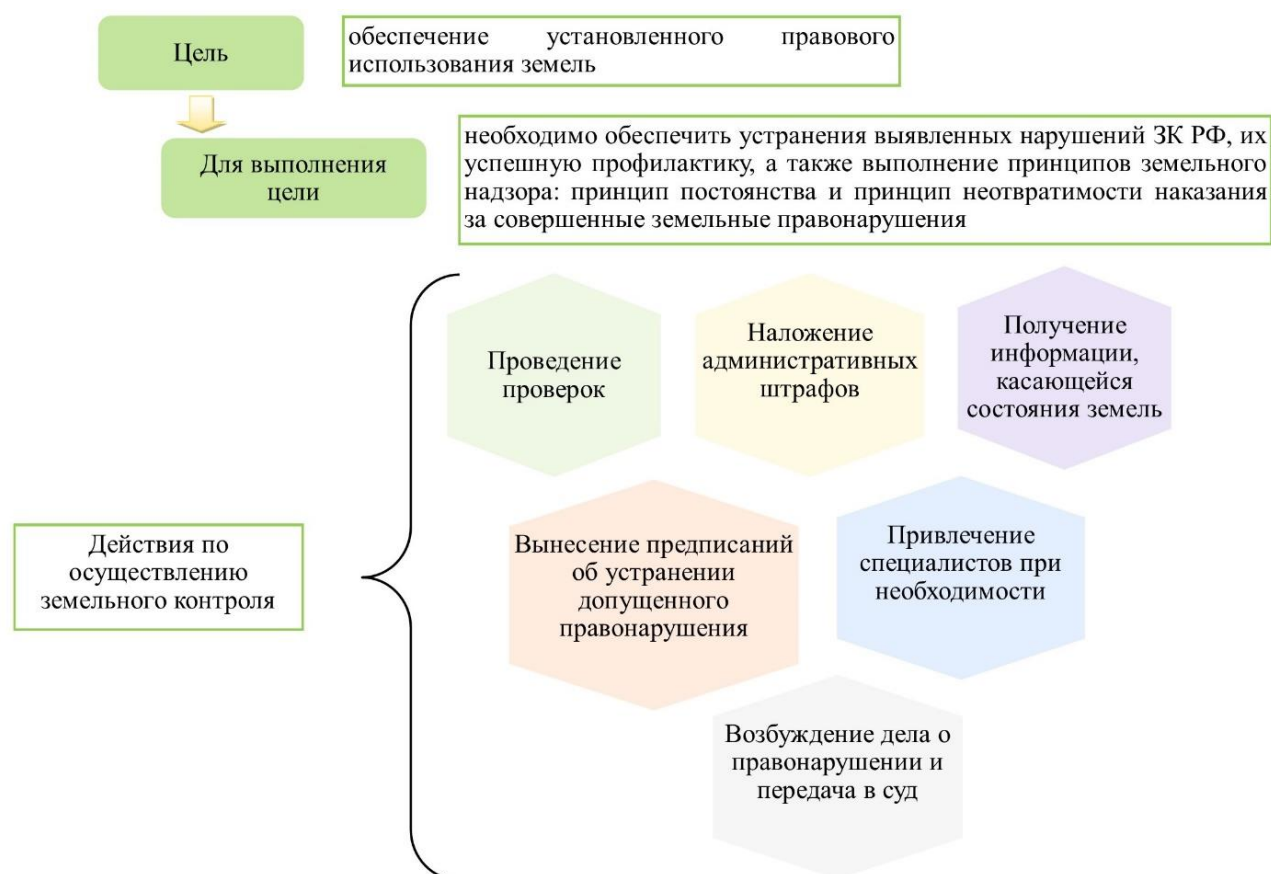 Цель
обеспечение установленного правового
использования земель
Для выполнения
цели
необходимо обеспечить устранения выявленных нарушений ЗК РФ, их
успешную профилактику, а также выполнение принципов земельного
надзора: принцип постоянства и принцип неотвратимости наказания
за совершенные земельные правонарушения
Действия по
осуществлению
земельного контроля
Проведение
проверок
Наложение
административных
штрафов
Получение
информации,
касающейся
состояния земель
Вынесение предписаний
об устранении
допущенного
правонарушения
Привлечение
специалистов при
необходимости
Возбуждение дела о
правонарушении и
передача в суд